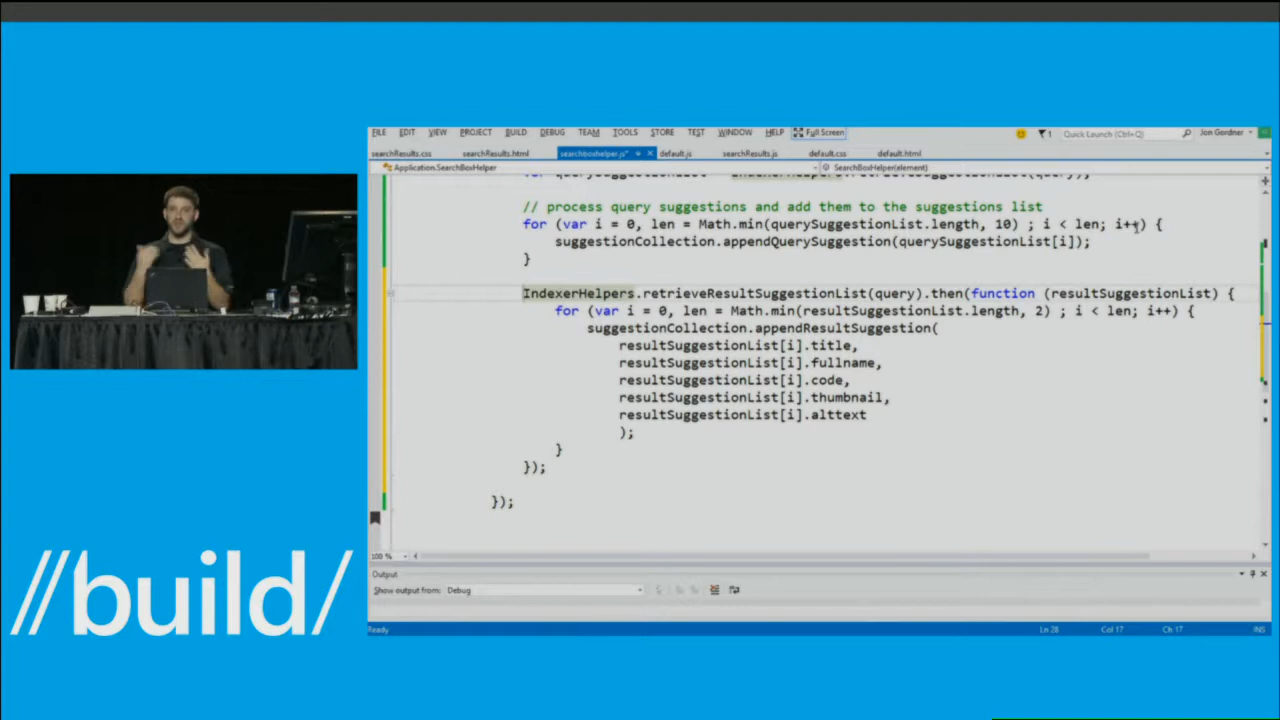 FILE EDIT VIEW PROJECT BUILD DEBUG TEAM TOOLS STORE TEST WINDOW HELP Full Screen 1 Quick Launch (Ctrl+Q) Jon Gordner
searchResults.css searchResults.html searchboxhelper.js* default.js searchResults.js default.css default.html
Application.SearchBoxHelper SearchBoxHelper(element)
// process query suggestions and add them to the suggestions list
for (var i = 0, len = Math.min(querySuggestionList.length, 10) ; i < len; i++) {
suggestionCollection.appendQuerySuggestion(querySuggestionList[i]);
}
IndexerHelpers.retrieveResultSuggestionList(query).then(function (resultSuggestionList) {
for (var i = 0, len = Math.min(resultSuggestionList.length, 2) ; i < len; i++) {
suggestionCollection.appendResultSuggestion(
resultSuggestionList[i].title,
resultSuggestionList[i].fullname,
resultSuggestionList[i].code,
resultSuggestionList[i].thumbnail,
resultSuggestionList[i].alttext
);
}
});
});
100 %
Output
Show output from: Debug
Ready Ln 28 Col 17 Ch 17 INS
//build/